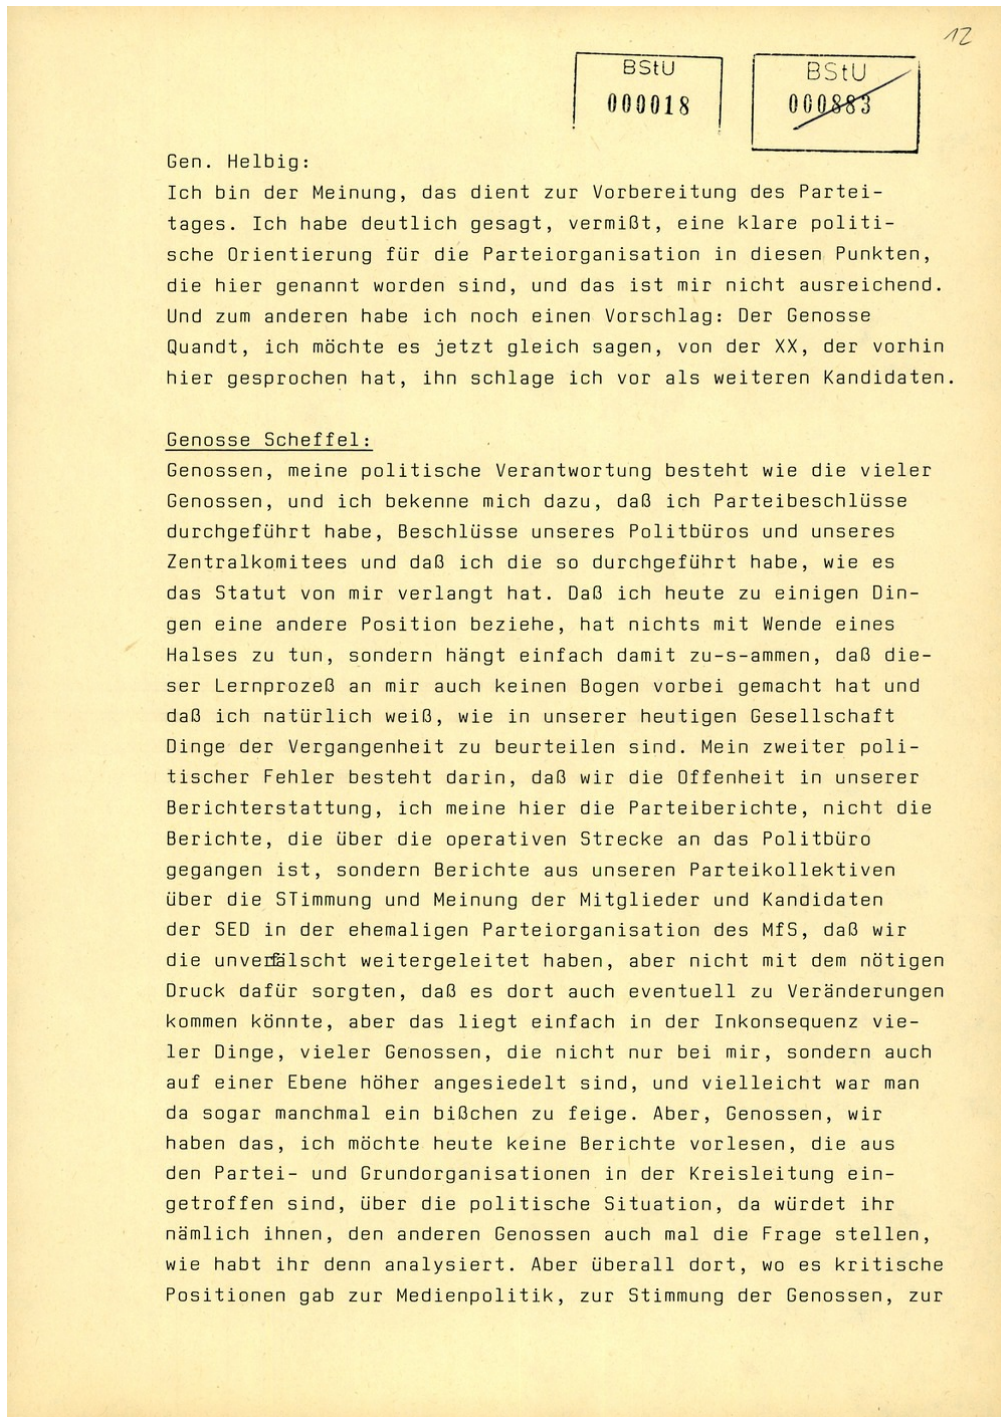 12
BStU
000018
BStU
000883
Gen. Helbig:
Ich bin der Meinung, das dient zur Vorbereitung des Partei-
tages. Ich habe deutlich gesagt, vermißt, eine klare politi-
sche Orientierung für die Parteiorganisation in diesen Punkten,
die hier genannt worden sind, und das ist mir nicht ausreichend.
Und zum anderen habe ich noch einen Vorschlag: Der Genosse
Quandt, ich möchte es jetzt gleich sagen, von der XX, der vorhin
hier gesprochen hat, ihn schlage ich vor als weiteren Kandidaten.
Genosse Scheffel:
Genossen, meine politische Verantwortung besteht wie die vieler
Genossen, und ich bekenne mich dazu, daß ich Parteibeschlüsse
durchgeführt habe, Beschlüsse unseres Politbüros und unseres
Zentralkomitees und daß ich die so durchgeführt habe, wie es
das Statut von mir verlangt hat. Daß ich heute zu einigen Din-
gen eine andere Position beziehe, hat nichts mit Wende eines
Halses zu tun, sondern hängt einfach damit zu-s-ammen, daß die-
ser Lernprozeß an mir auch keinen Bogen vorbei gemacht hat und
daß ich natürlich weiß, wie in unserer heutigen Gesellschaft
Dinge der Vergangenheit zu beurteilen sind. Mein zweiter poli-
tischer Fehler besteht darin, daß wir die Offenheit in unserer
Berichterstattung, ich meine hier die Parteiberichte, nicht die
Berichte, die über die operativen Strecke an das Politbüro
gegangen ist, sondern Berichte aus unseren Parteikollektiven
über die STimmung und Meinung der Mitglieder und Kandidaten
der SED in der ehemaligen Parteiorganisation des MfS, daß wir
die unverfälscht weitergeleitet haben, aber nicht mit dem nötigen
Druck dafür sorgten, daß es dort auch eventuell zu Veränderungen
kommen könnte, aber das liegt einfach in der Inkonsequenz vie-
ler Dinge, vieler Genossen, die nicht nur bei mir, sondern auch
auf einer Ebene höher angesiedelt sind, und vielleicht war man
da sogar manchmal ein bißchen zu feige. Aber, Genossen, wir
haben das, ich möchte heute keine Berichte vorlesen, die aus
den Partei- und Grundorganisationen in der Kreisleitung ein-
getroffen sind, über die politische Situation, da würdet ihr
nämlich ihnen, den anderen Genossen auch mal die Frage stellen,
wie habt ihr denn analysiert. Aber überall dort, wo es kritische
Positionen gab zur Medienpolitik, zur Stimmung der Genossen, zur